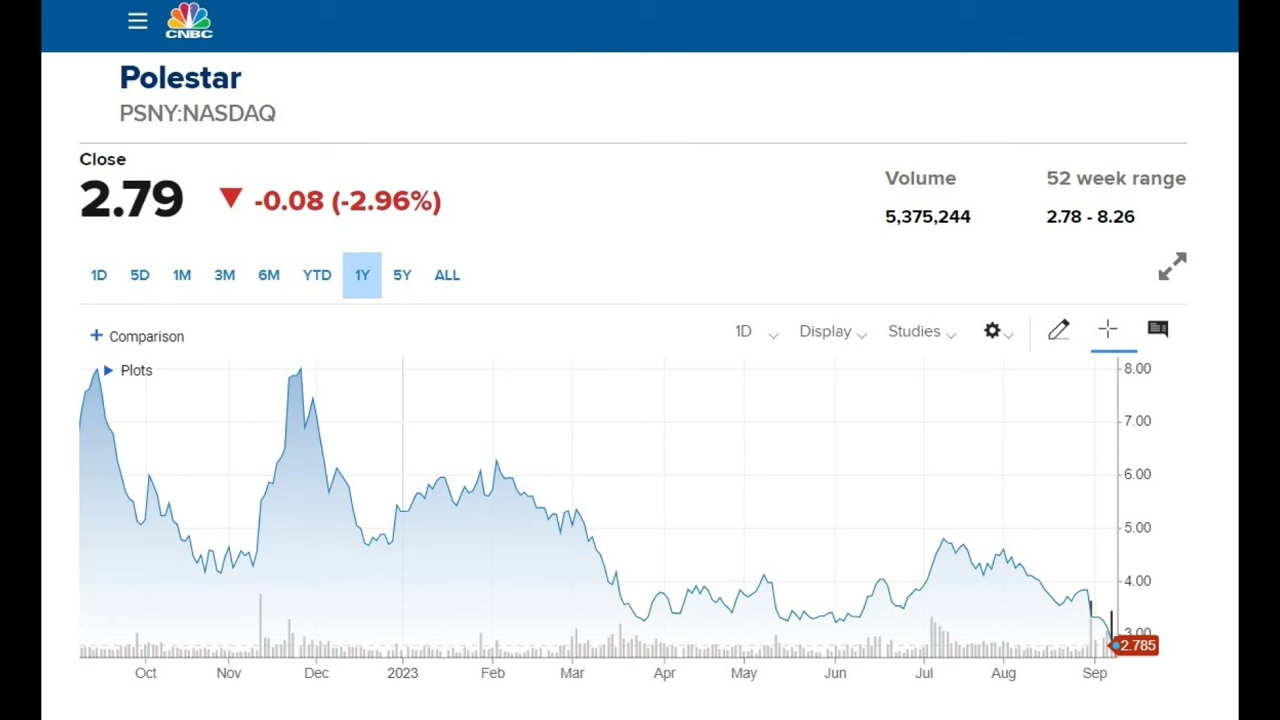 CNBC
Polestar
PSNY:NASDAQ
Close
2.79 -0.08 (-2.96%)
Volume 52 week range
5,375,244 2.78 - 8.26
1D 5D 1M 3M 6M YTD 1Y 5Y ALL
+ Comparison 1D Display Studies
Plots
8.00
7.00
6.00
5.00
4.00
3.00
2.785
Oct Nov Dec 2023 Feb Mar Apr May Jun Jul Aug Sep